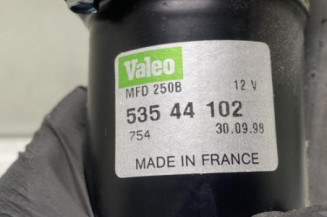 Valeo
MFD 250B 12 V
535 44 102
754 30.09.98
MADE IN FRANCE